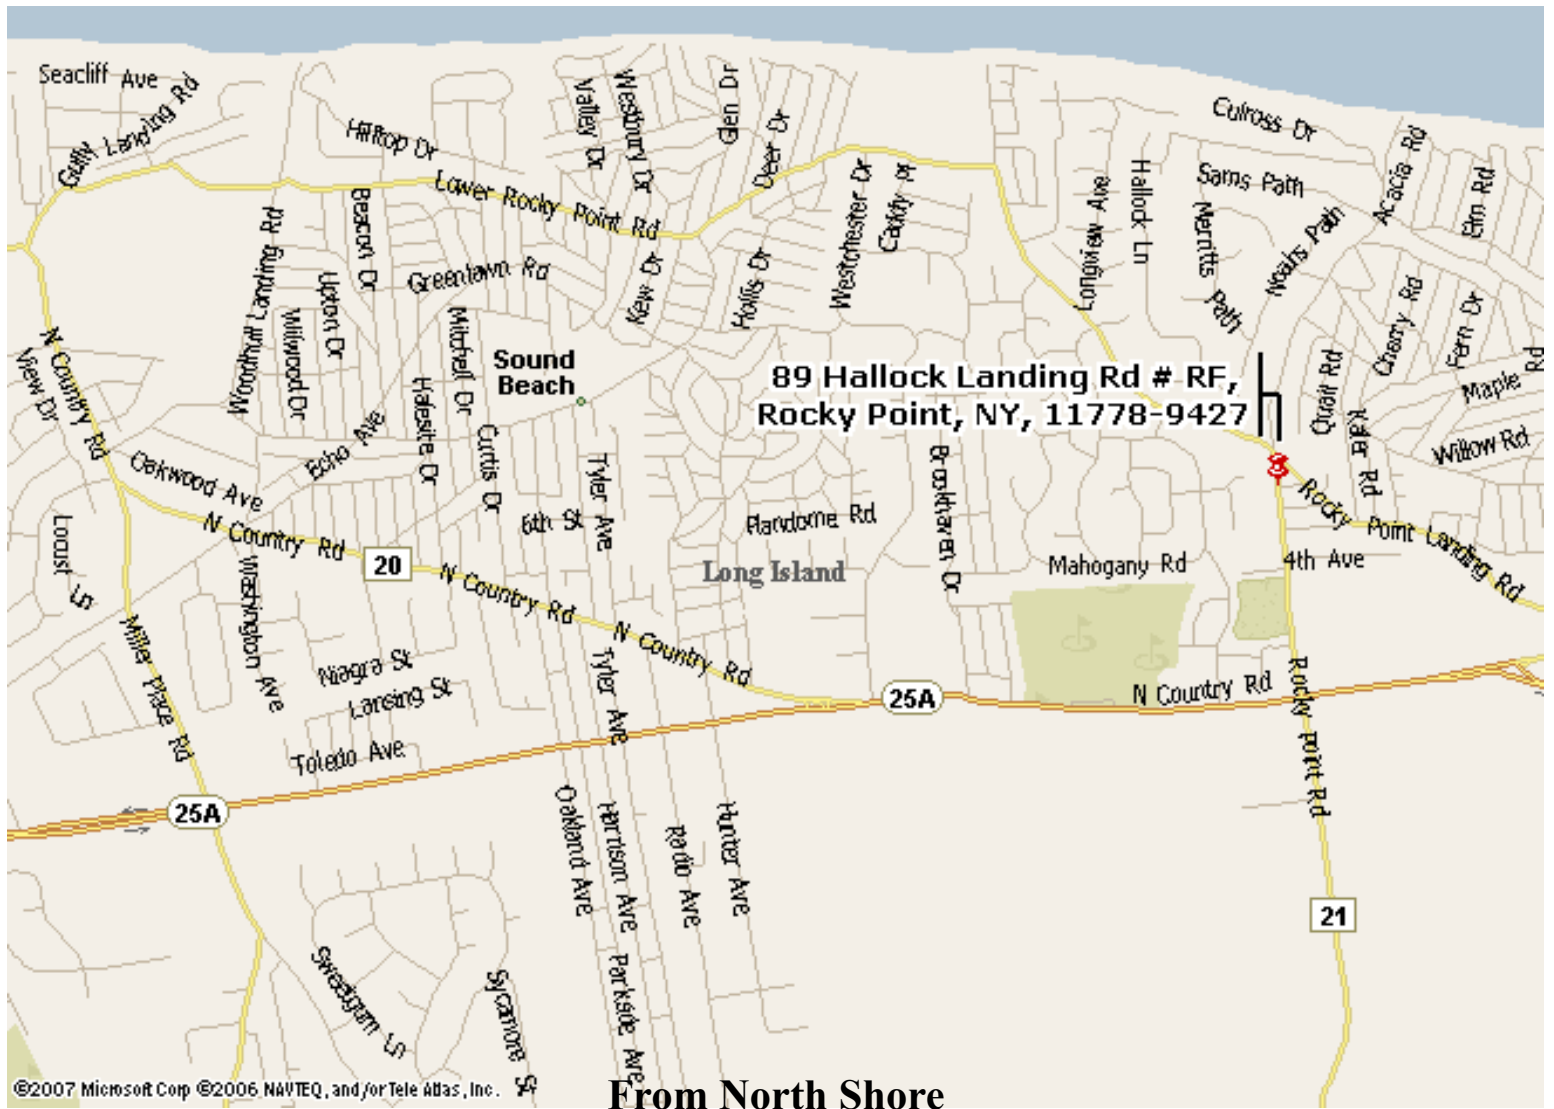 Seacliff Ave
Gully Landing Rd
Hilltop Dr
Valley Dr
Westbury Dr
Glen Dr
Deer Dr
Culross Dr
Acacia Rd
Lower Rocky Point Rd
Westchester Dr
Caddy Pl
Longview Ave
Hallock Ln
Sams Path
Merritts Path
Noahs Path
Elm Rd
Woodhull Landing Rd
Beacon Dr
Upton Dr
Greenlawn Rd
Kew Dr
Hollis Dr
Cherry Rd
Fern Dr
Maple Rd
N Country Rd
View Dr
Wildwood Dr
Mitchell Dr
Sound
Beach
89 Hallock Landing Rd # RF,
Rocky Point, NY, 11778-9427
Quail Rd
Echo Ave
Halesite Dr
Curtis Dr
Willow Rd
Oakwood Ave
Tyler Ave
Brookhaven Dr
Rocky Point Landing Rd
Locust Ln
N Country Rd
6th St
Plandome Rd
20
N Country Rd
Long Island
Mahogany Rd
4th Ave
Washington Ave
Miller Place Rd
Niagra St
Lansing St
Tyler Ave
N Country Rd
25A
N Country Rd
Rocky Point Rd
Toledo Ave
25A
Oakland Ave
Harrison Ave
Radio Ave
Hunter Ave
21
Sweetgum Ln
Sycamore St
Parkside Ave
©2007 Microsoft Corp ©2006 NAVTEQ, and/or Tele Atlas, Inc.
From North Shore